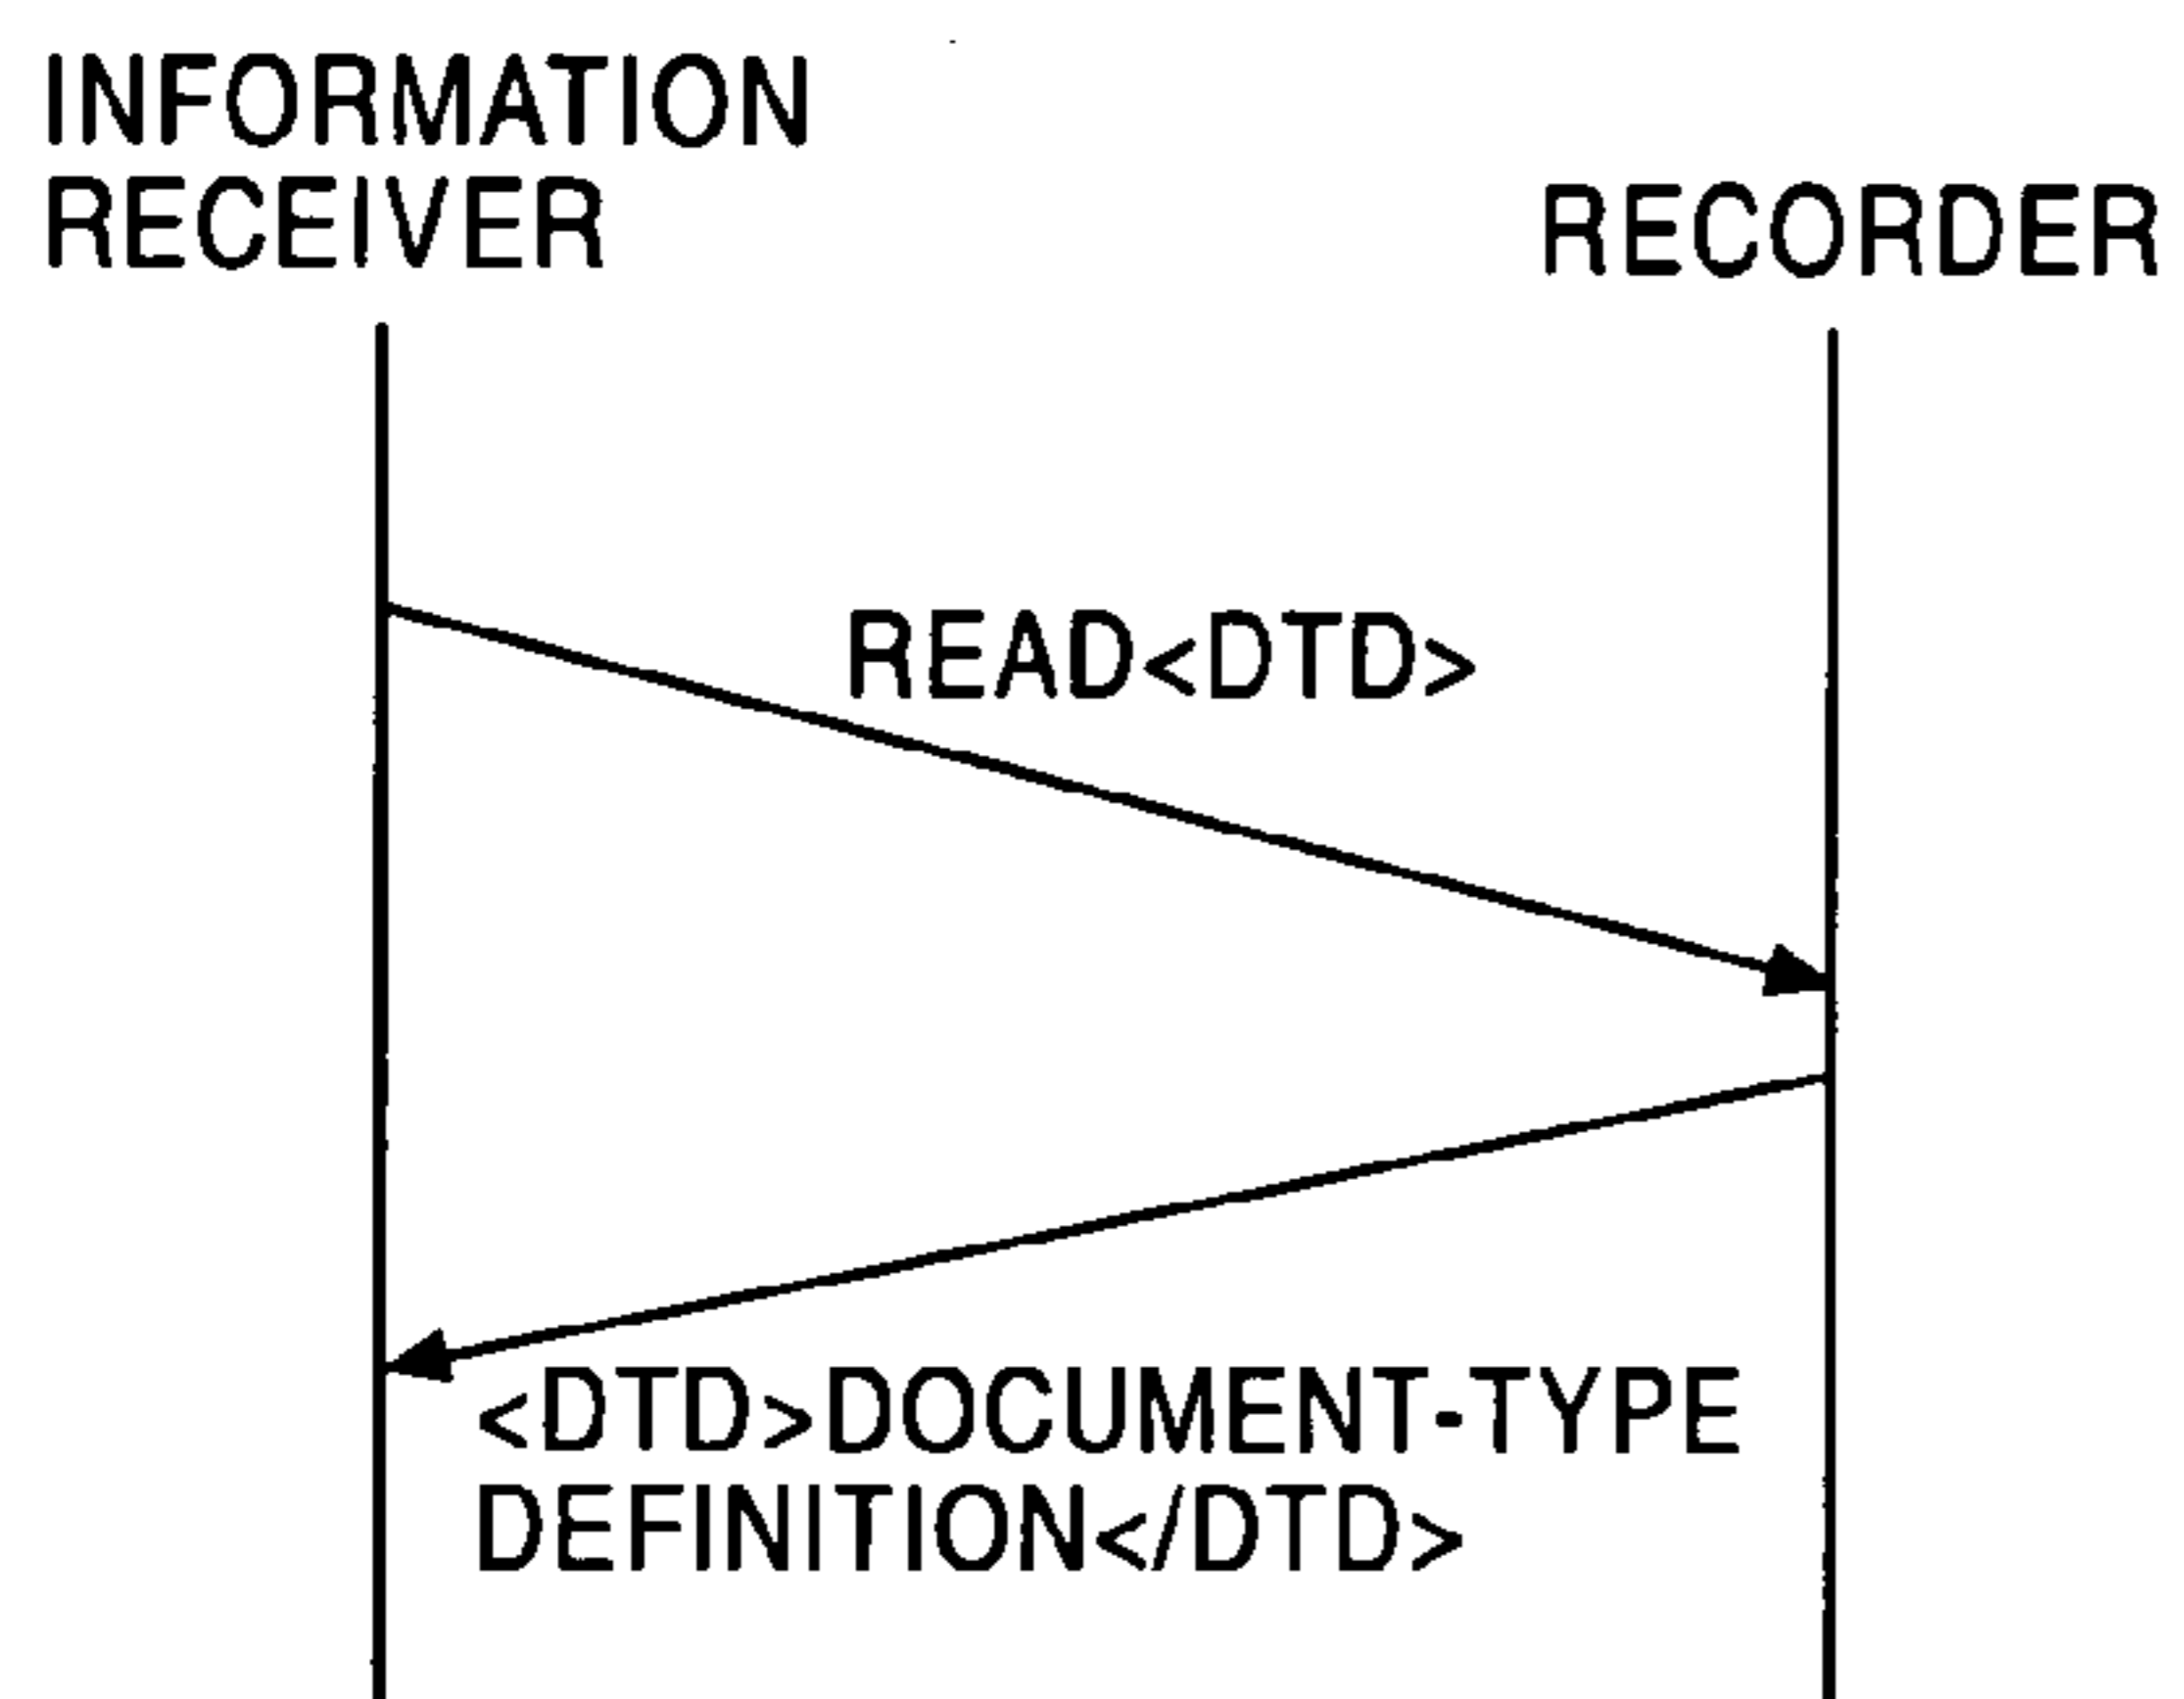 INFORMATION
RECEIVER
RECORDER
READ<DTD>
<DTD>DOCUMENT-TYPE
DEFINITION</DTD>